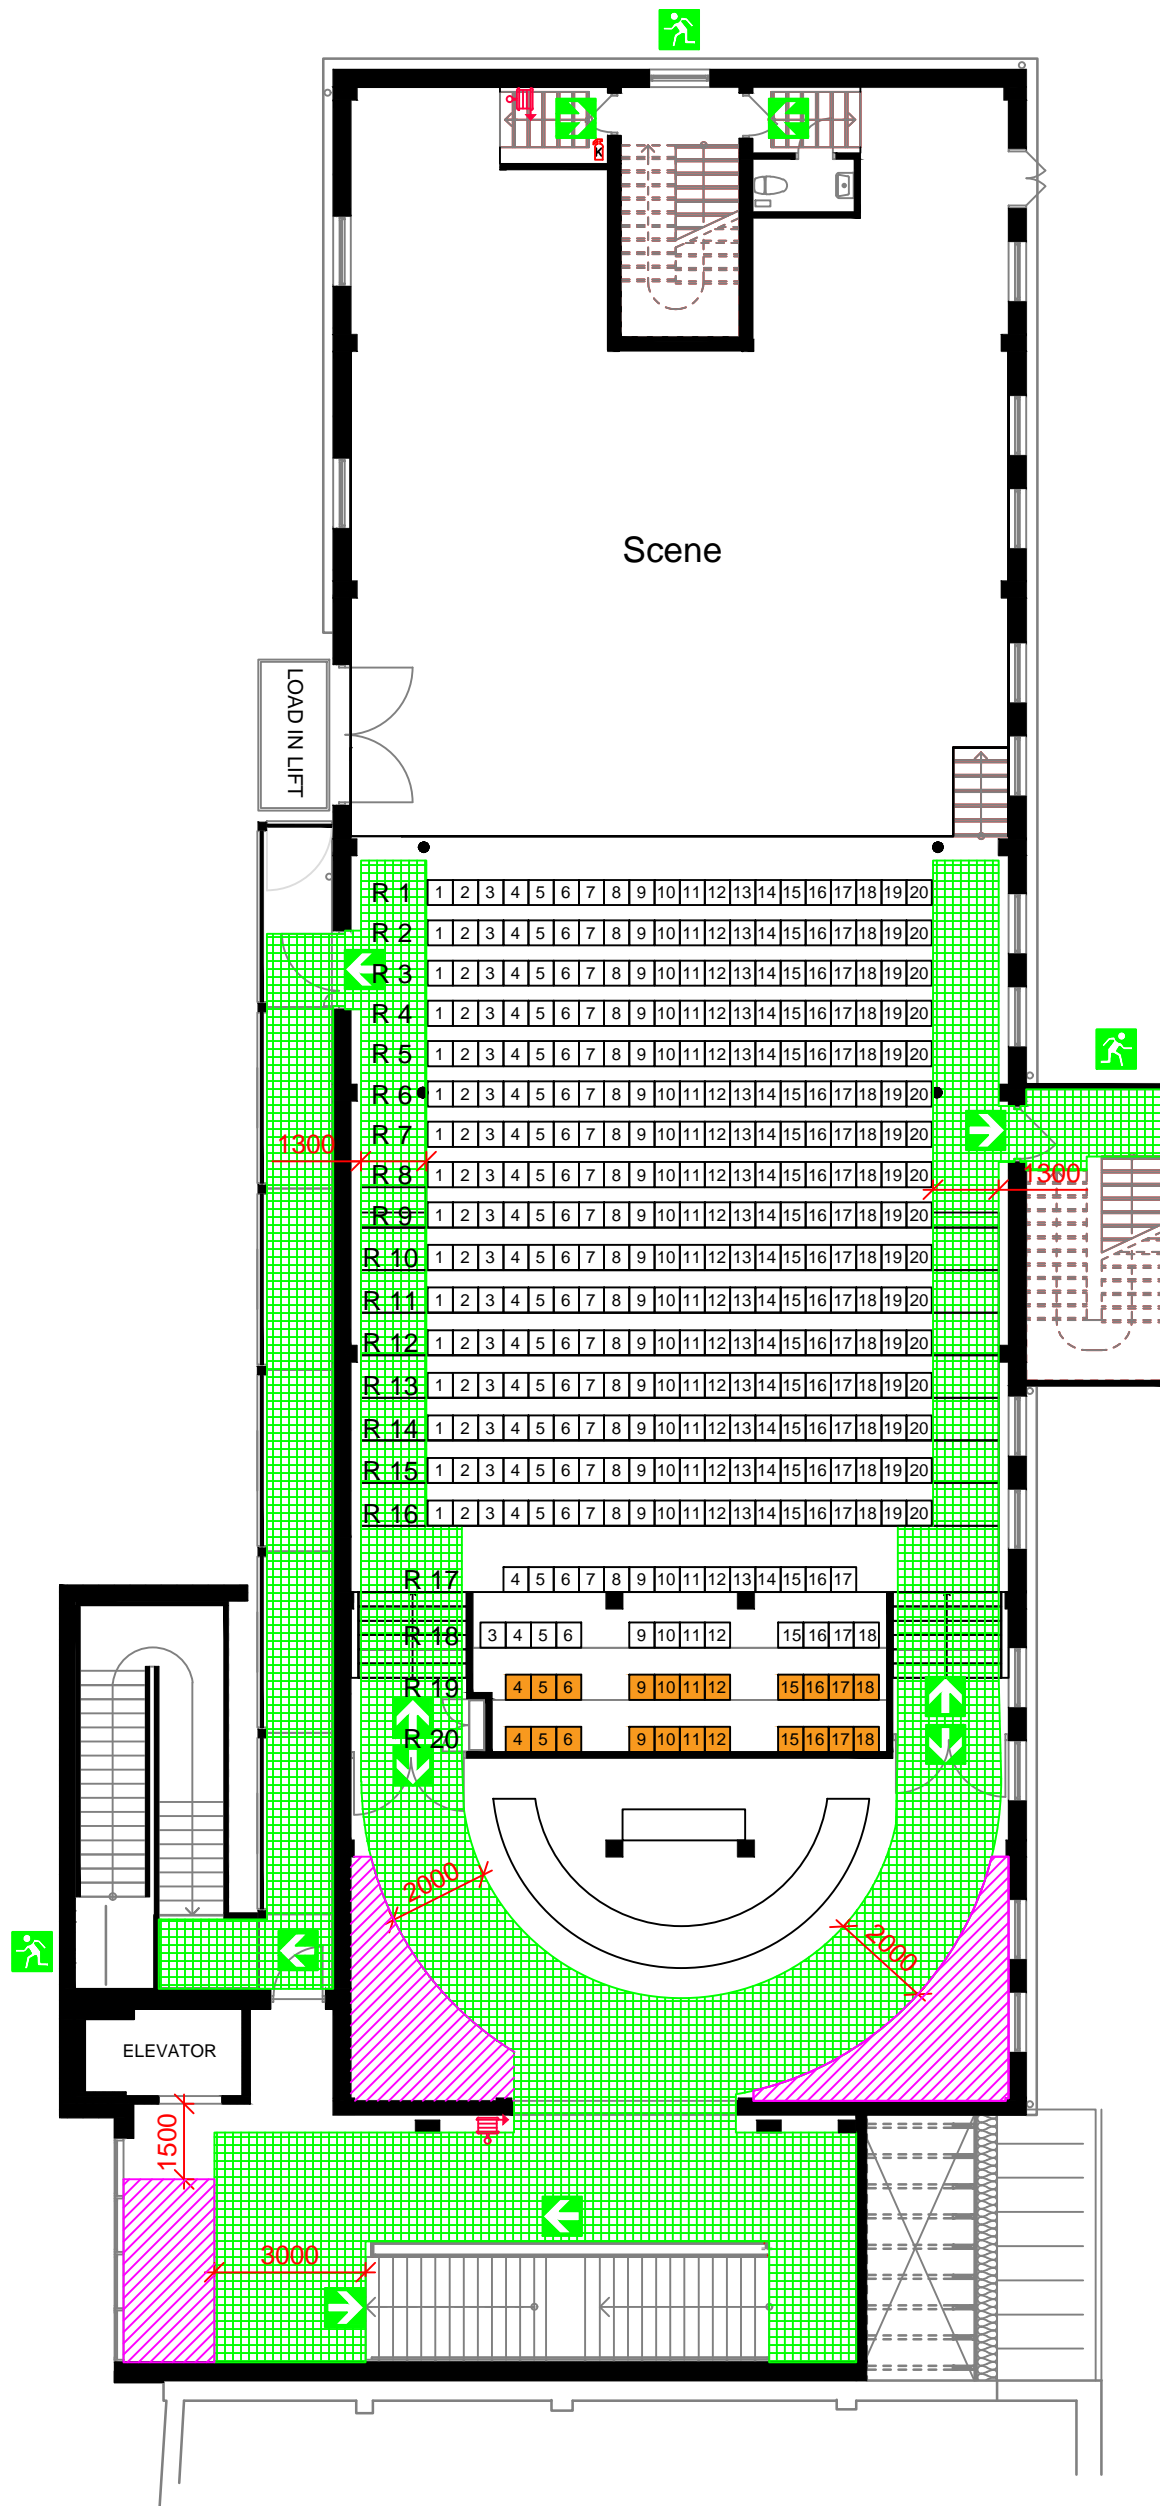 K
Scene
LOAD IN LIFT
R 1 1 2 3 4 5 6 7 8 9 10 11 12 13 14 15 16 17 18 19 20
R 2 1 2 3 4 5 6 7 8 9 10 11 12 13 14 15 16 17 18 19 20
R 3 1 2 3 4 5 6 7 8 9 10 11 12 13 14 15 16 17 18 19 20
R 4 1 2 3 4 5 6 7 8 9 10 11 12 13 14 15 16 17 18 19 20
R 5 1 2 3 4 5 6 7 8 9 10 11 12 13 14 15 16 17 18 19 20
R 6 1 2 3 4 5 6 7 8 9 10 11 12 13 14 15 16 17 18 19 20
R 7 1 2 3 4 5 6 7 8 9 10 11 12 13 14 15 16 17 18 19 20
1300
R 8 1 2 3 4 5 6 7 8 9 10 11 12 13 14 15 16 17 18 19 20
1300
R 9 1 2 3 4 5 6 7 8 9 10 11 12 13 14 15 16 17 18 19 20
R 10 1 2 3 4 5 6 7 8 9 10 11 12 13 14 15 16 17 18 19 20
R 11 1 2 3 4 5 6 7 8 9 10 11 12 13 14 15 16 17 18 19 20
R 12 1 2 3 4 5 6 7 8 9 10 11 12 13 14 15 16 17 18 19 20
R 13 1 2 3 4 5 6 7 8 9 10 11 12 13 14 15 16 17 18 19 20
R 14 1 2 3 4 5 6 7 8 9 10 11 12 13 14 15 16 17 18 19 20
R 15 1 2 3 4 5 6 7 8 9 10 11 12 13 14 15 16 17 18 19 20
R 16 1 2 3 4 5 6 7 8 9 10 11 12 13 14 15 16 17 18 19 20
R 17 4 5 6 7 8 9 10 11 12 13 14 15 16 17
R 18 3 4 5 6 9 10 11 12 15 16 17 18
R 19 4 5 6 9 10 11 12 15 16 17 18
R 20 4 5 6 9 10 11 12 15 16 17 18
2000
2000
ELEVATOR
1500
3000